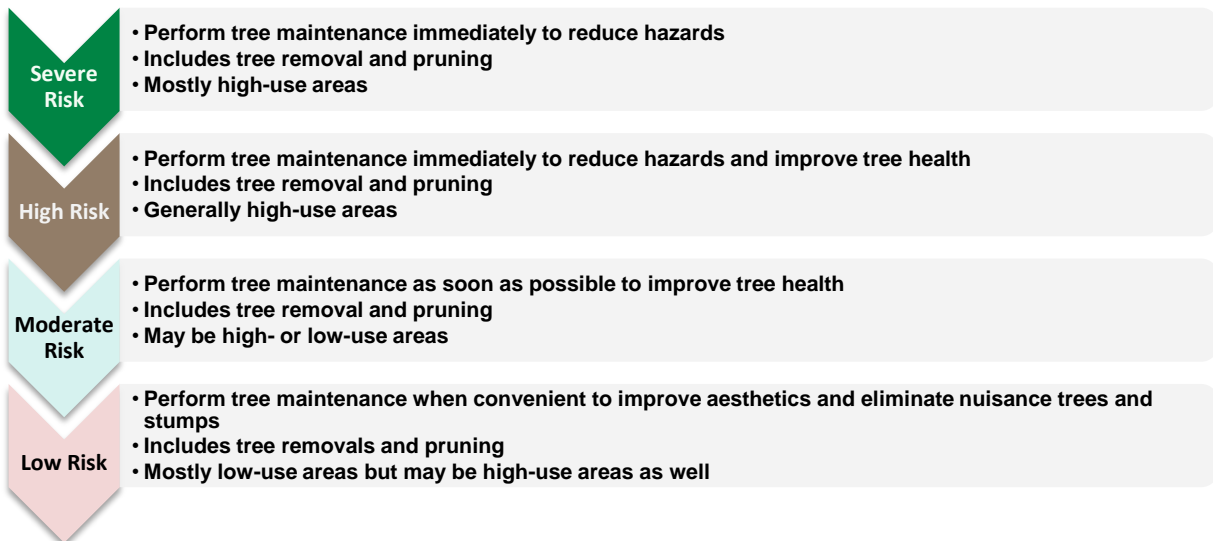 Severe
Risk
• Perform tree maintenance immediately to reduce hazards
• Includes tree removal and pruning
• Mostly high-use areas
High Risk
• Perform tree maintenance immediately to reduce hazards and improve tree health
• Includes tree removal and pruning
• Generally high-use areas
Moderate
Risk
• Perform tree maintenance as soon as possible to improve tree health
• Includes tree removal and pruning
• May be high- or low-use areas
Low Risk
• Perform tree maintenance when convenient to improve aesthetics and eliminate nuisance trees and
stumps
• Includes tree removals and pruning
• Mostly low-use areas but may be high-use areas as well